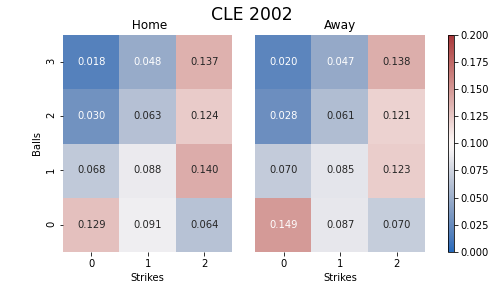 CLE 2002
Home Away
3 0.018 0.048 0.137 0.020 0.047 0.138
2 0.030 0.063 0.124 0.028 0.061 0.121
1 0.068 0.088 0.140 0.070 0.085 0.123
0 0.129 0.091 0.064 0.149 0.087 0.070
Balls
0 1 2 0 1 2
Strikes Strikes
0.200
0.175
0.150
0.125
0.100
0.075
0.050
0.025
0.000